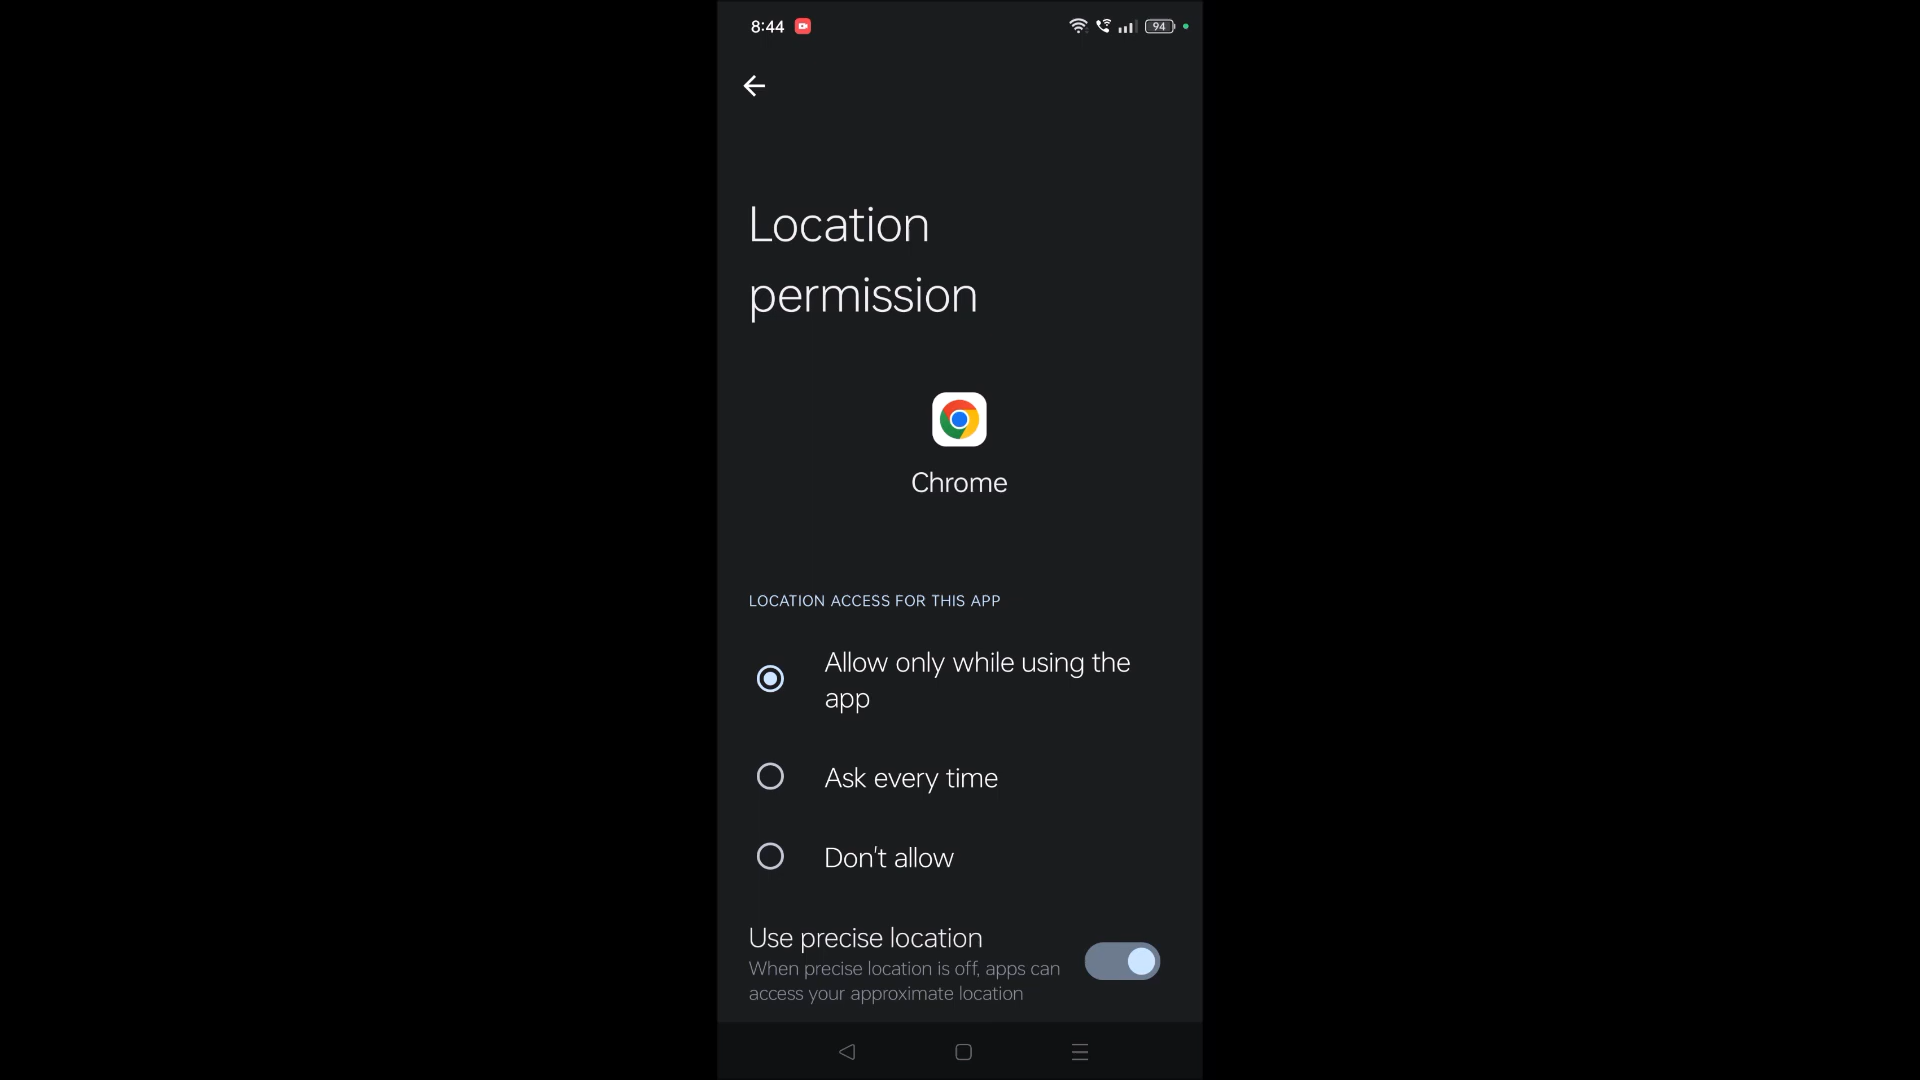 8:44
94
Location
permission
Chrome
LOCATION ACCESS FOR THIS APP
Allow only while using the
app
Ask every time
Don't allow
Use precise location
When precise location is off, apps can
access your approximate location